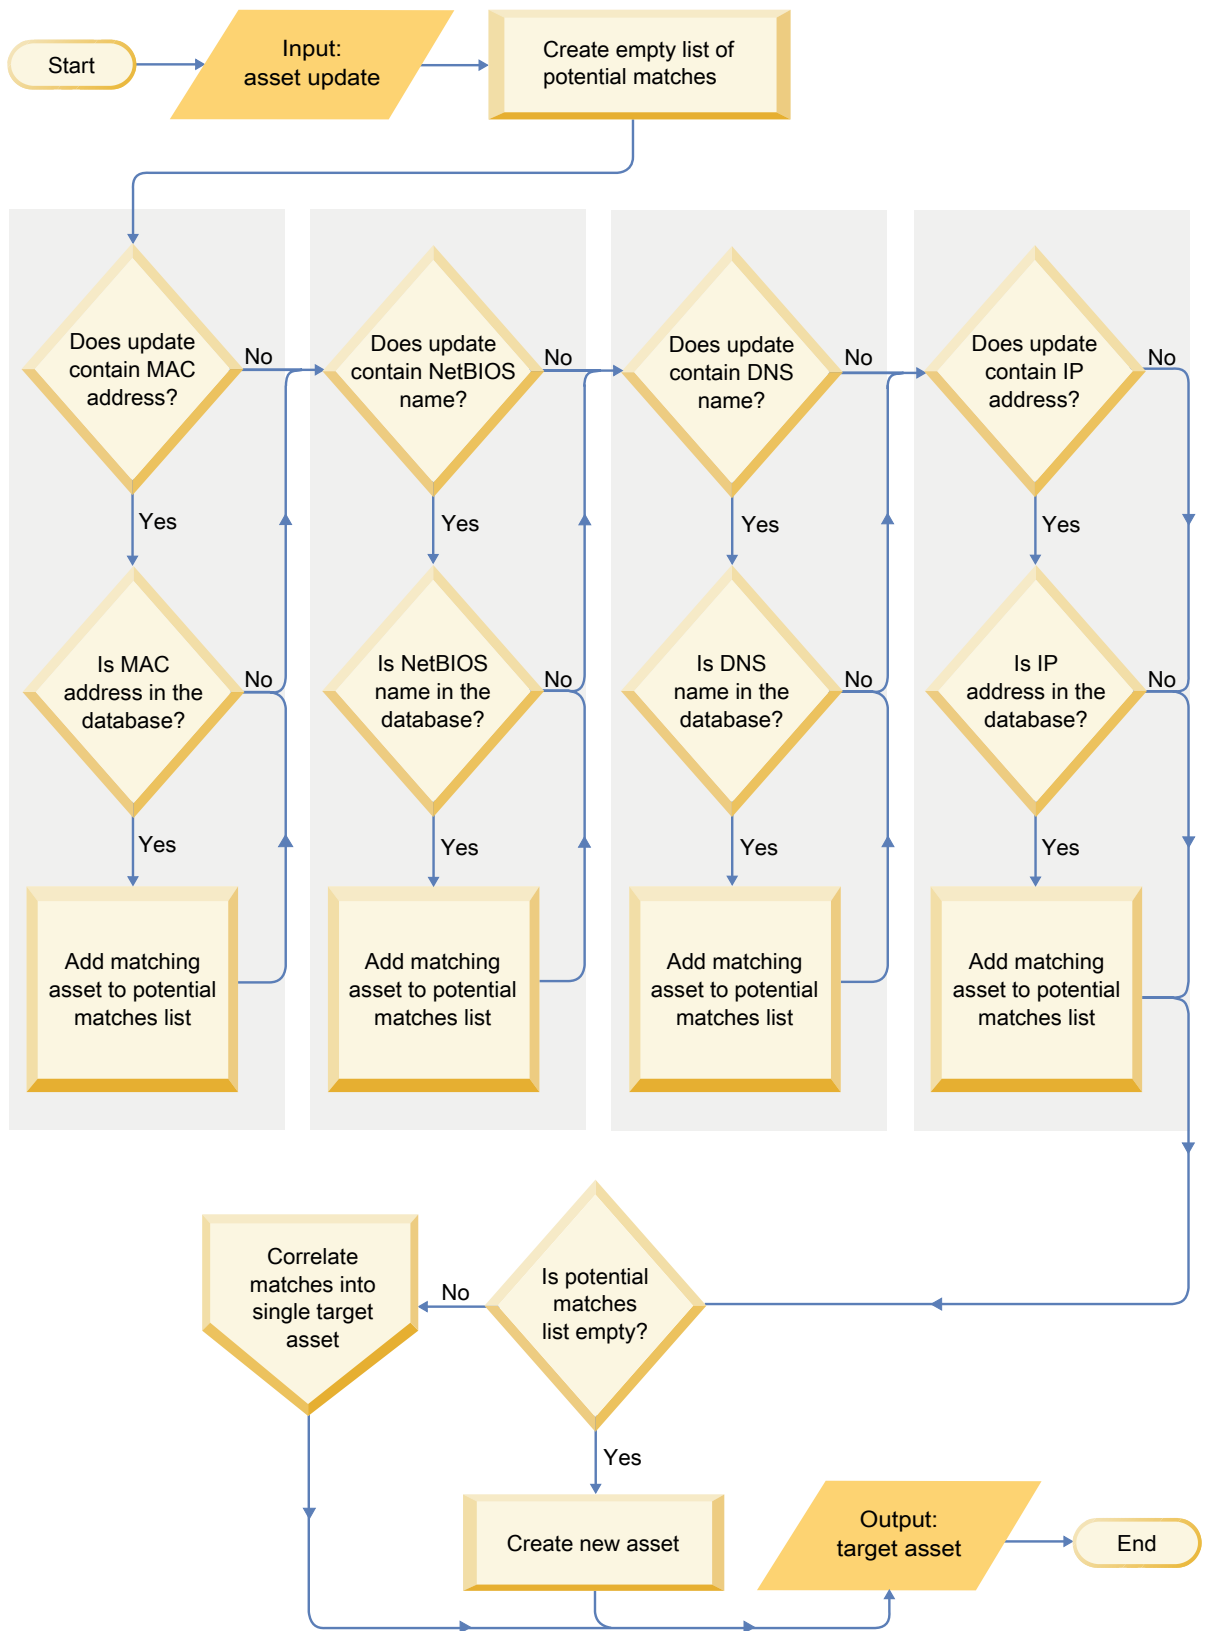 Start
Input:
asset update
Create empty list of
potential matches
Does update
contain MAC
address?
No
Yes
Is MAC
address in the
database?
No
Yes
Add matching
asset to potential
matches list
Does update
contain NetBIOS
name?
No
Yes
Is NetBIOS
name in the
database?
No
Yes
Add matching
asset to potential
matches list
Does update
contain DNS
name?
No
Yes
Is DNS
name in the
database?
No
Yes
Add matching
asset to potential
matches list
Does update
contain IP
address?
No
Yes
Is IP
address in the
database?
No
Yes
Add matching
asset to potential
matches list
Is potential
matches
list empty?
No
Correlate
matches into
single target
asset
Yes
Create new asset
Output:
target asset
End